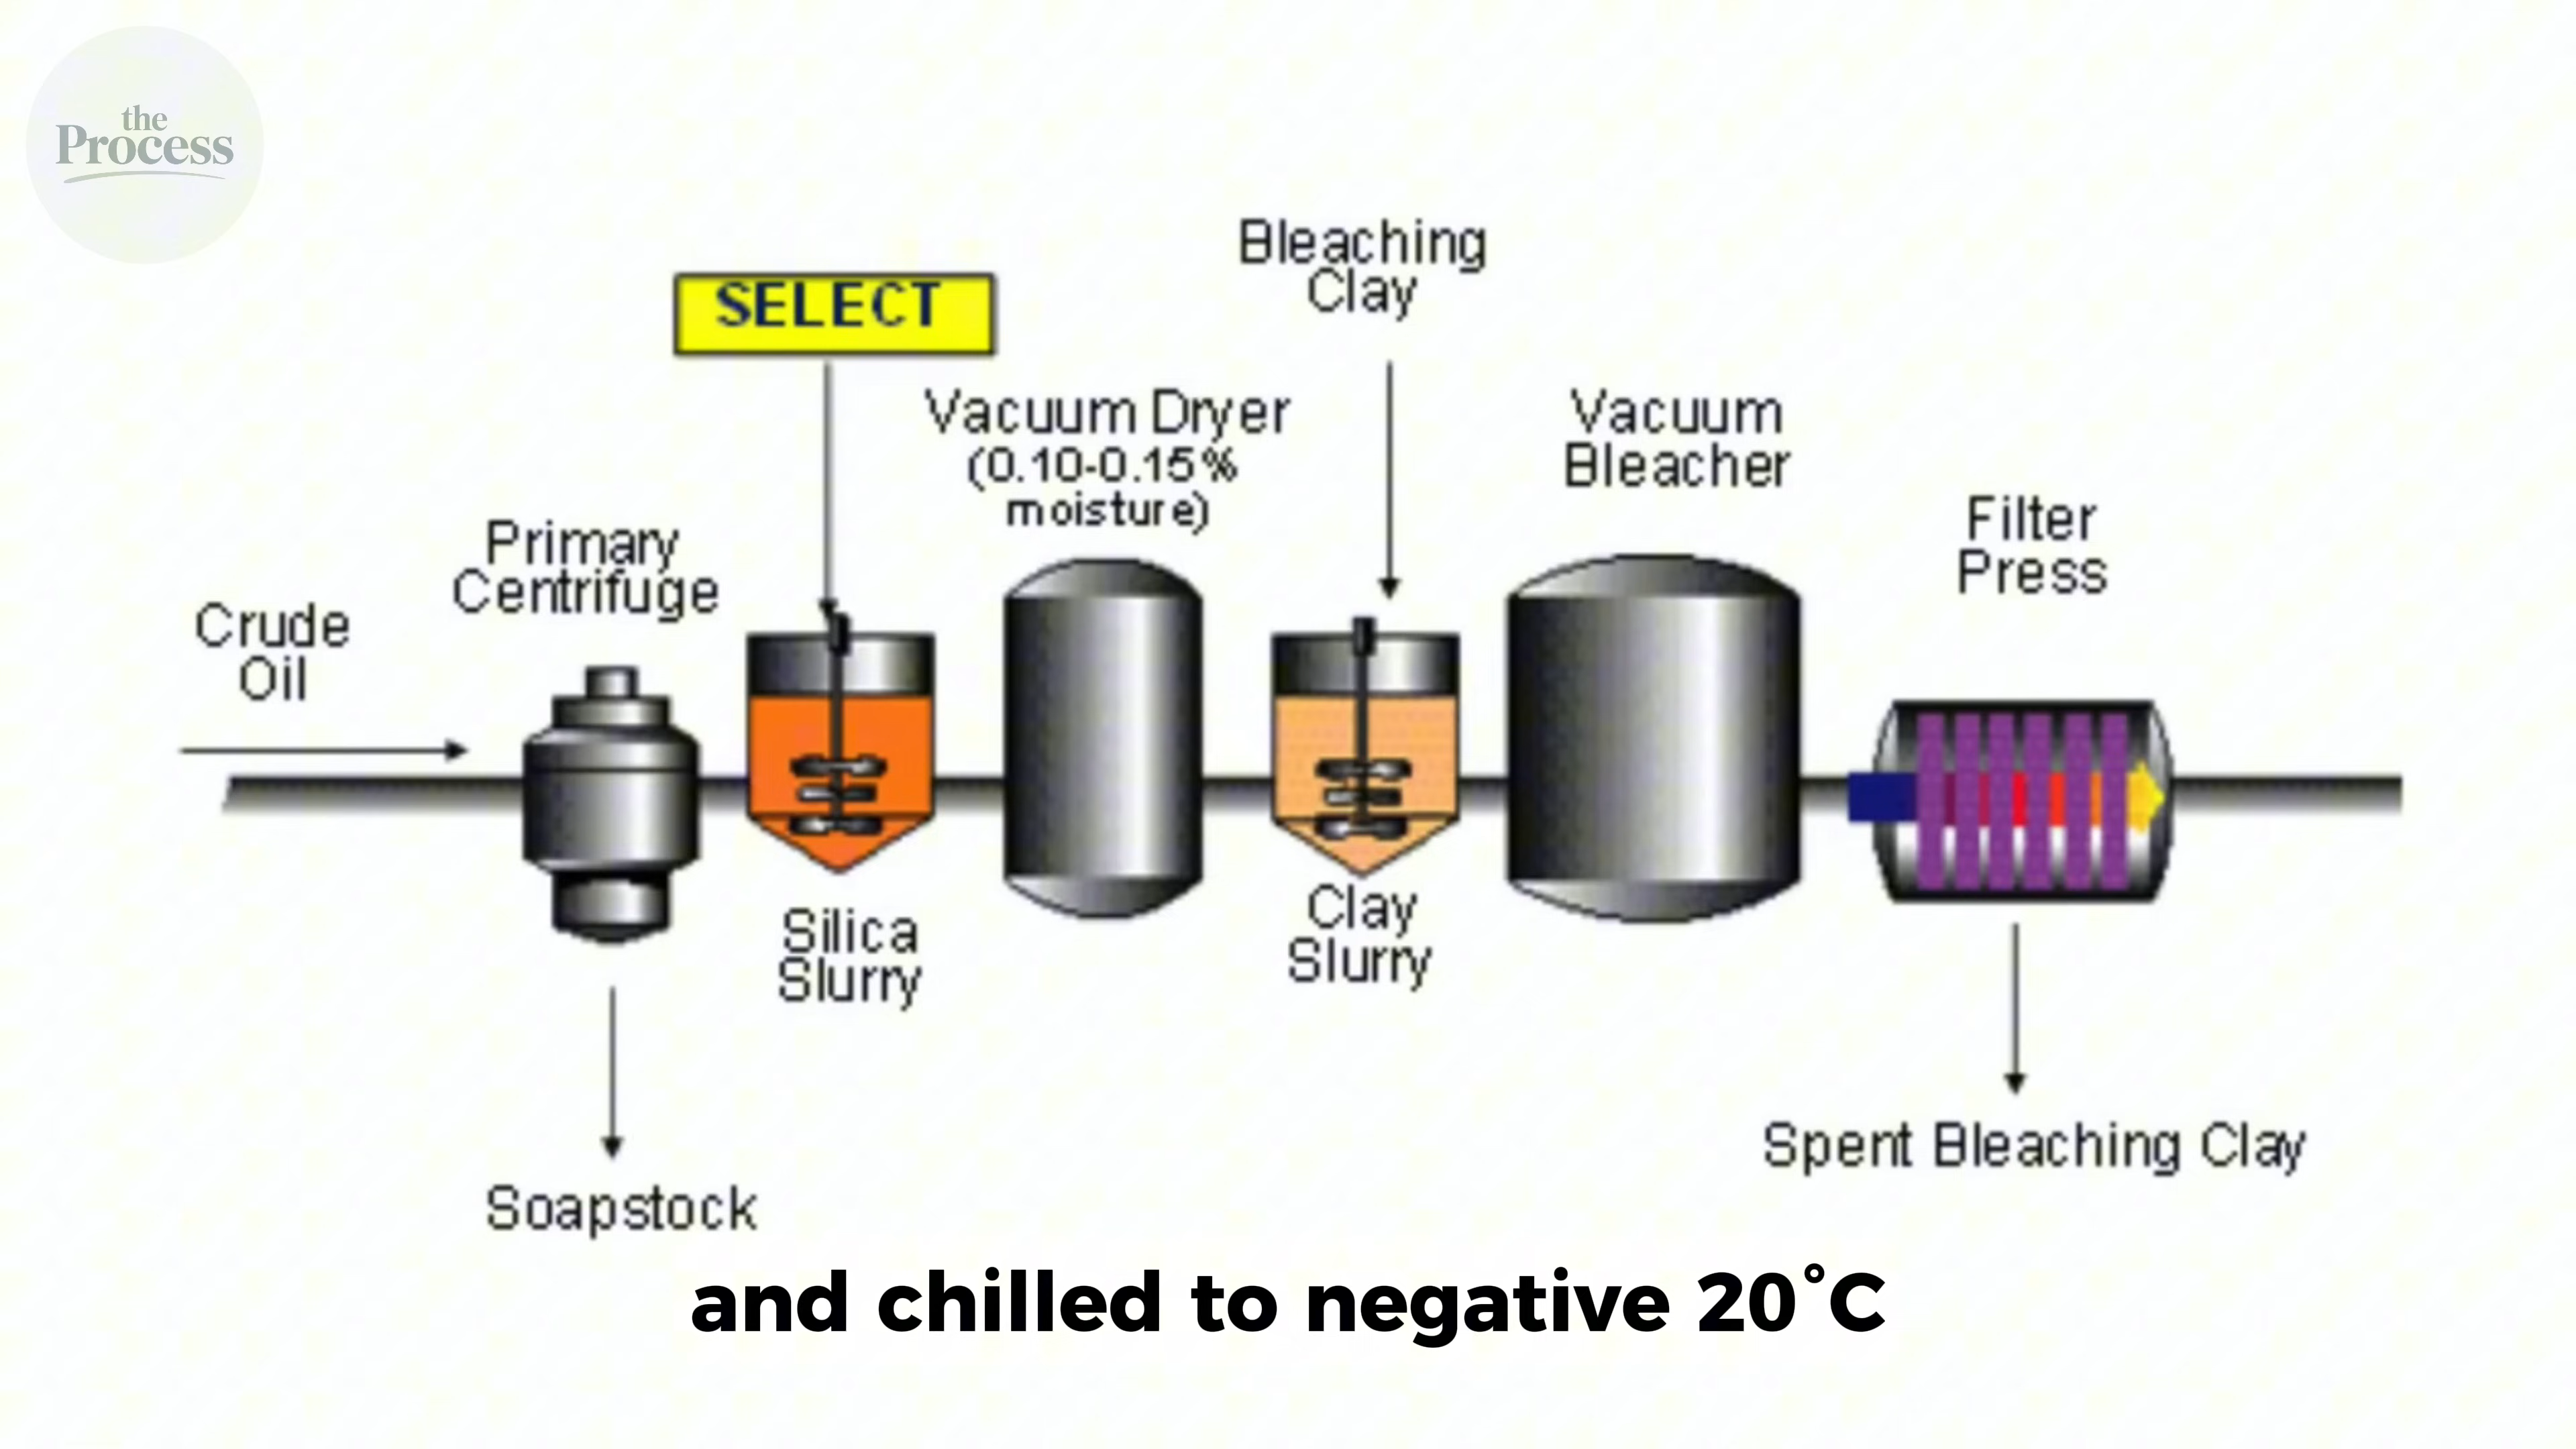 the
Process
SELECT
Bleaching
Clay
Vacuum Dryer
(0.10-0.15%
moisture)
Vacuum
Bleacher
Filter
Press
Primary
Centrifuge
Crude
Oil
Silica
Slurry
Clay
Slurry
Soapstock
Spent Bleaching Clay
and chilled to negative 20°C